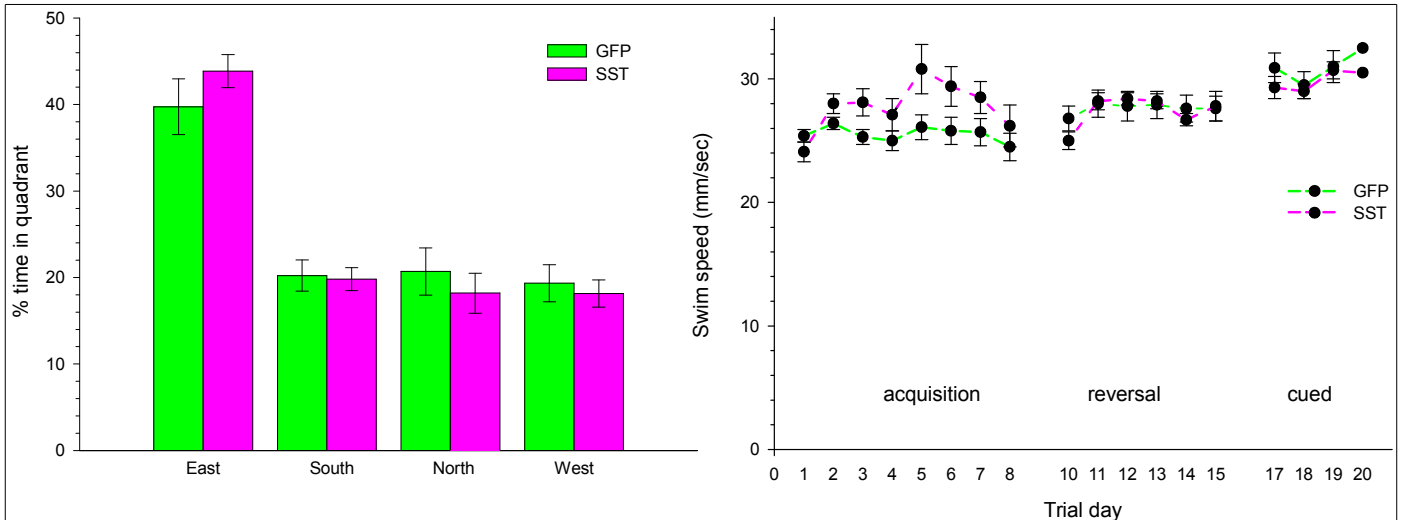 50
40
30
20
10
0
% time in quadrant
GFP
SST
East South North West
30
20
10
0
Swim speed (mm/sec)
GFP
SST
acquisition reversal cued
0 1 2 3 4 5 6 7 8 10 11 12 13 14 15 17 18 19 20
Trial day